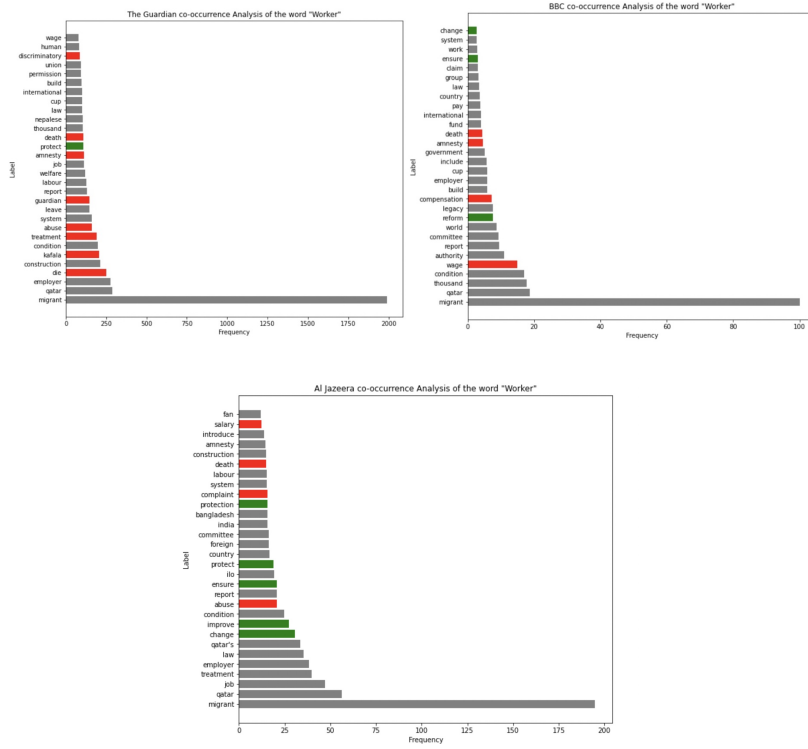 The Guardian co-occurrence Analysis of the word "Worker"
wage
human
discriminatory
union
permission
build
international
cup
law
nepalese
thousand
death
protect
amnesty
job
welfare
labour
report
guardian
leave
system
abuse
treatment
condition
kafala
construction
die
employer
qatar
migrant
Label
0
250
500
750
1000
1250
1500
1750
2000
Frequency
BBC co-occurrence Analysis of the word "Worker"
change
system
work
ensure
claim
group
law
country
pay
international
fund
death
amnesty
government
include
cup
employer
build
compensation
legacy
reform
world
committee
report
authority
wage
condition
thousand
qatar
migrant
Label
0
20
40
60
80
100
Frequency
Al Jazeera co-occurrence Analysis of the word "Worker"
fan
salary
introduce
amnesty
construction
death
labour
system
complaint
protection
bangladesh
india
committee
foreign
country
protect
ilo
ensure
report
abuse
condition
improve
change
qatar's
law
employer
treatment
job
qatar
migrant
Label
0
25
50
75
100
125
150
175
200
Frequency